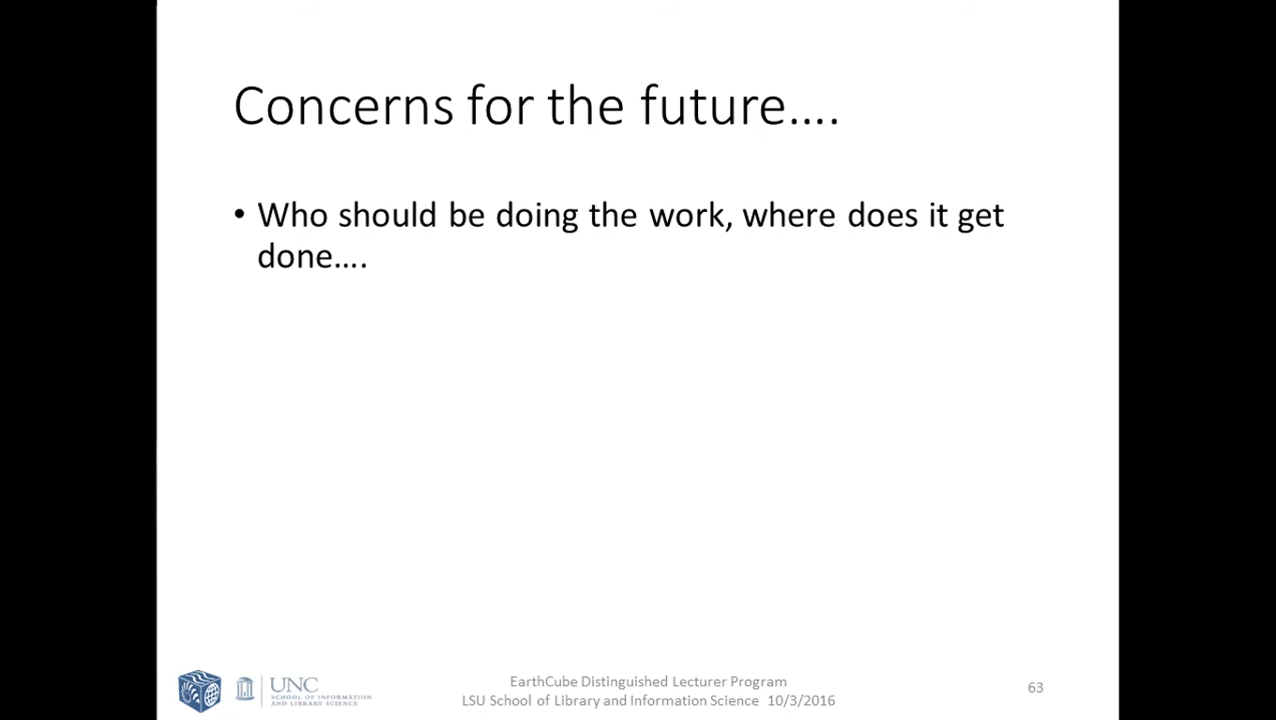 Concerns for the future....
• Who should be doing the work, where does it get
done....
UNC
SCHOOL OF INFORMATION
AND LIBRARY SCIENCE
EarthCube Distinguished Lecturer Program
LSU School of Library and Information Science 10/3/2016
63